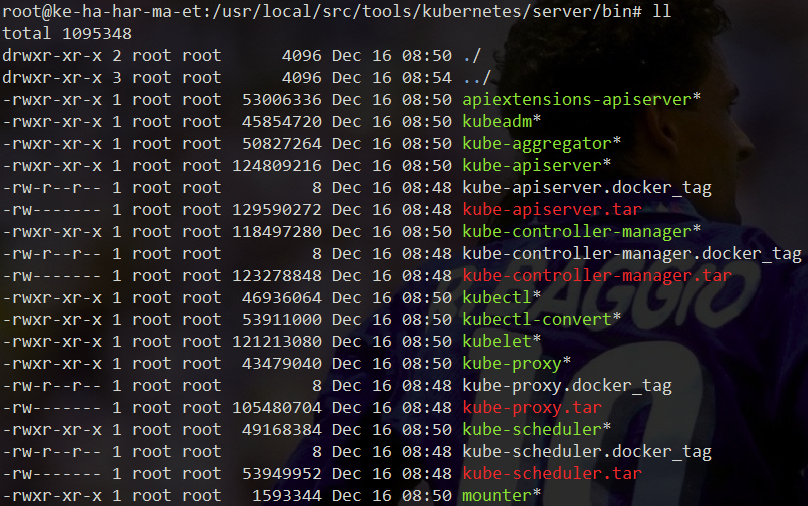 root@ke-ha-har-ma-et:/usr/local/src/tools/kubernetes/server/bin# ll
total 1095348
drwxr-xr-x 2 root root      4096 Dec 16 08:50 ./
drwxr-xr-x 3 root root      4096 Dec 16 08:54 ../
-rwxr-xr-x 1 root root  53006336 Dec 16 08:50 apiextensions-apiserver*
-rwxr-xr-x 1 root root  45854720 Dec 16 08:50 kubeadm*
-rwxr-xr-x 1 root root  50827264 Dec 16 08:50 kube-aggregator*
-rwxr-xr-x 1 root root 124809216 Dec 16 08:50 kube-apiserver*
-rw-r--r-- 1 root root         8 Dec 16 08:48 kube-apiserver.docker_tag
-rw------- 1 root root 129590272 Dec 16 08:48 kube-apiserver.tar
-rwxr-xr-x 1 root root 118497280 Dec 16 08:50 kube-controller-manager*
-rw-r--r-- 1 root root         8 Dec 16 08:48 kube-controller-manager.docker_tag
-rw------- 1 root root 123278848 Dec 16 08:48 kube-controller-manager.tar
-rwxr-xr-x 1 root root  46936064 Dec 16 08:50 kubectl*
-rwxr-xr-x 1 root root  53911000 Dec 16 08:50 kubectl-convert*
-rwxr-xr-x 1 root root 121213080 Dec 16 08:50 kubelet*
-rwxr-xr-x 1 root root  43479040 Dec 16 08:50 kube-proxy*
-rw-r--r-- 1 root root         8 Dec 16 08:48 kube-proxy.docker_tag
-rw------- 1 root root 105480704 Dec 16 08:48 kube-proxy.tar
-rwxr-xr-x 1 root root  49168384 Dec 16 08:50 kube-scheduler*
-rw-r--r-- 1 root root         8 Dec 16 08:48 kube-scheduler.docker_tag
-rw------- 1 root root  53949952 Dec 16 08:48 kube-scheduler.tar
-rwxr-xr-x 1 root root   1593344 Dec 16 08:50 mounter*
R.BAGGIO
10